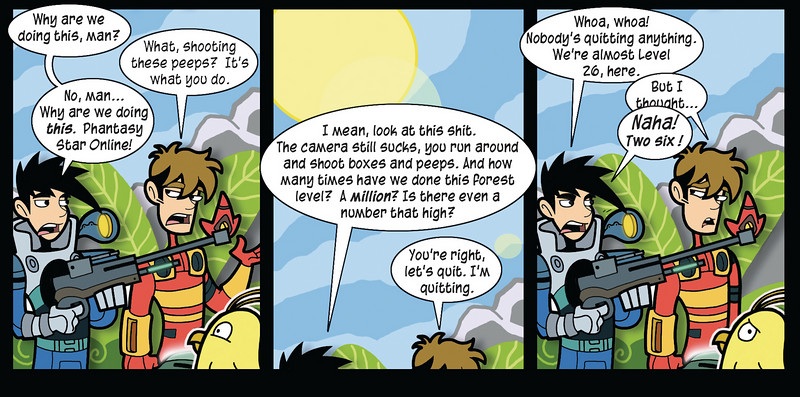 Why are we
doing this, man?
What, shooting
these peeps? It's
what you do.
No, man...
Why are we doing
this. Phantasy
Star Online!
I mean, look at this shit.
The camera still sucks, you run around
and shoot boxes and peeps. And how
many times have we done this forest
level? A million? Is there even a
number that high?
You're right,
let's quit. I'm
quitting.
Whoa, whoa!
Nobody's quitting anything.
We're almost Level
26, here.
But I
thought...
Naha!
Two six!